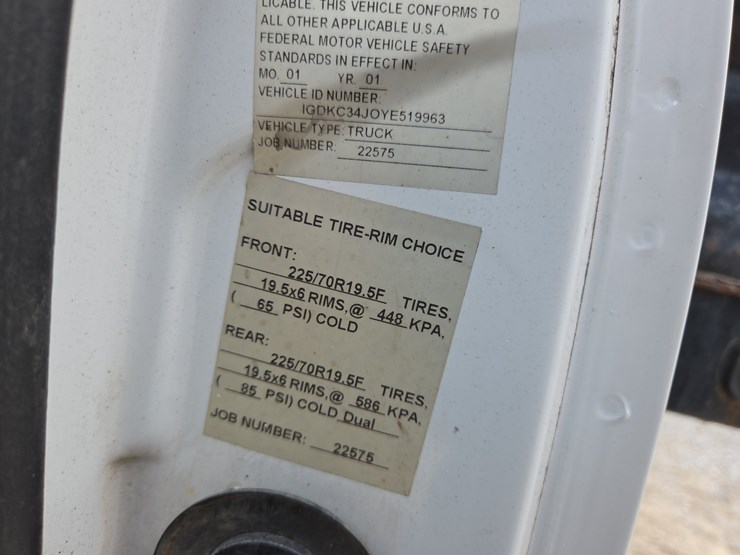 LICABLE. THIS VEHICLE CONFORMS TO
ALL OTHER APPLICABLE U.S.A.
FEDERAL MOTOR VEHICLE SAFETY
STANDARDS IN EFFECT IN:
MO. 01 YR. 01
VEHICLE ID NUMBER:
IGDKC34JOYE519963
VEHICLE TYPE: TRUCK
JOB NUMBER: 22575
SUITABLE TIRE-RIM CHOICE
FRONT:
225/70R19.5F TIRES,
19.5x6 RIMS,@ 448 KPA,
( 65 PSI) COLD
REAR:
225/70R19.5F TIRES,
19.5x6 RIMS,@ 586 KPA,
( 85 PSI) COLD Dual
JOB NUMBER: 22575